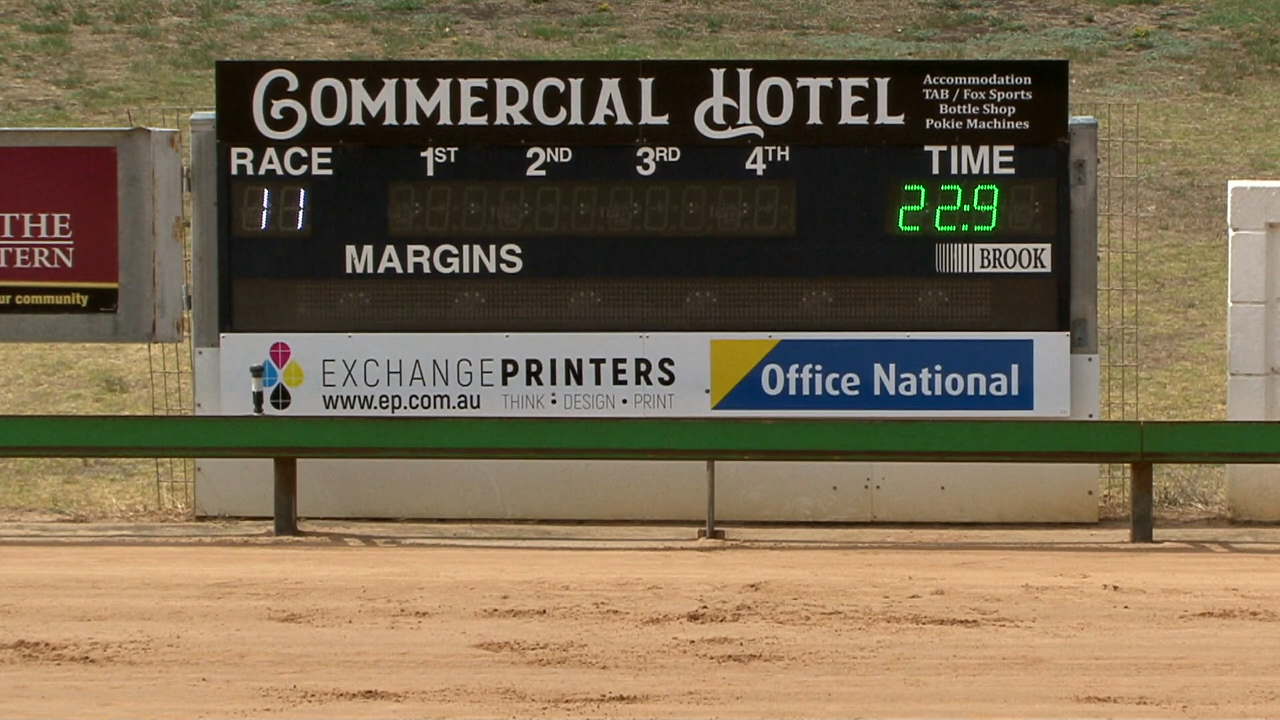 COMMERCIAL HOTEL
Accommodation
TAB / Fox Sports
Bottle Shop
Pokie Machines
RACE 1ST 2ND 3RD 4TH TIME
11 22:9
MARGINS
BROOK
THE
TERN
ur community
EXCHANGEPRINTERS
www.ep.com.au THINK • DESIGN • PRINT
Office National